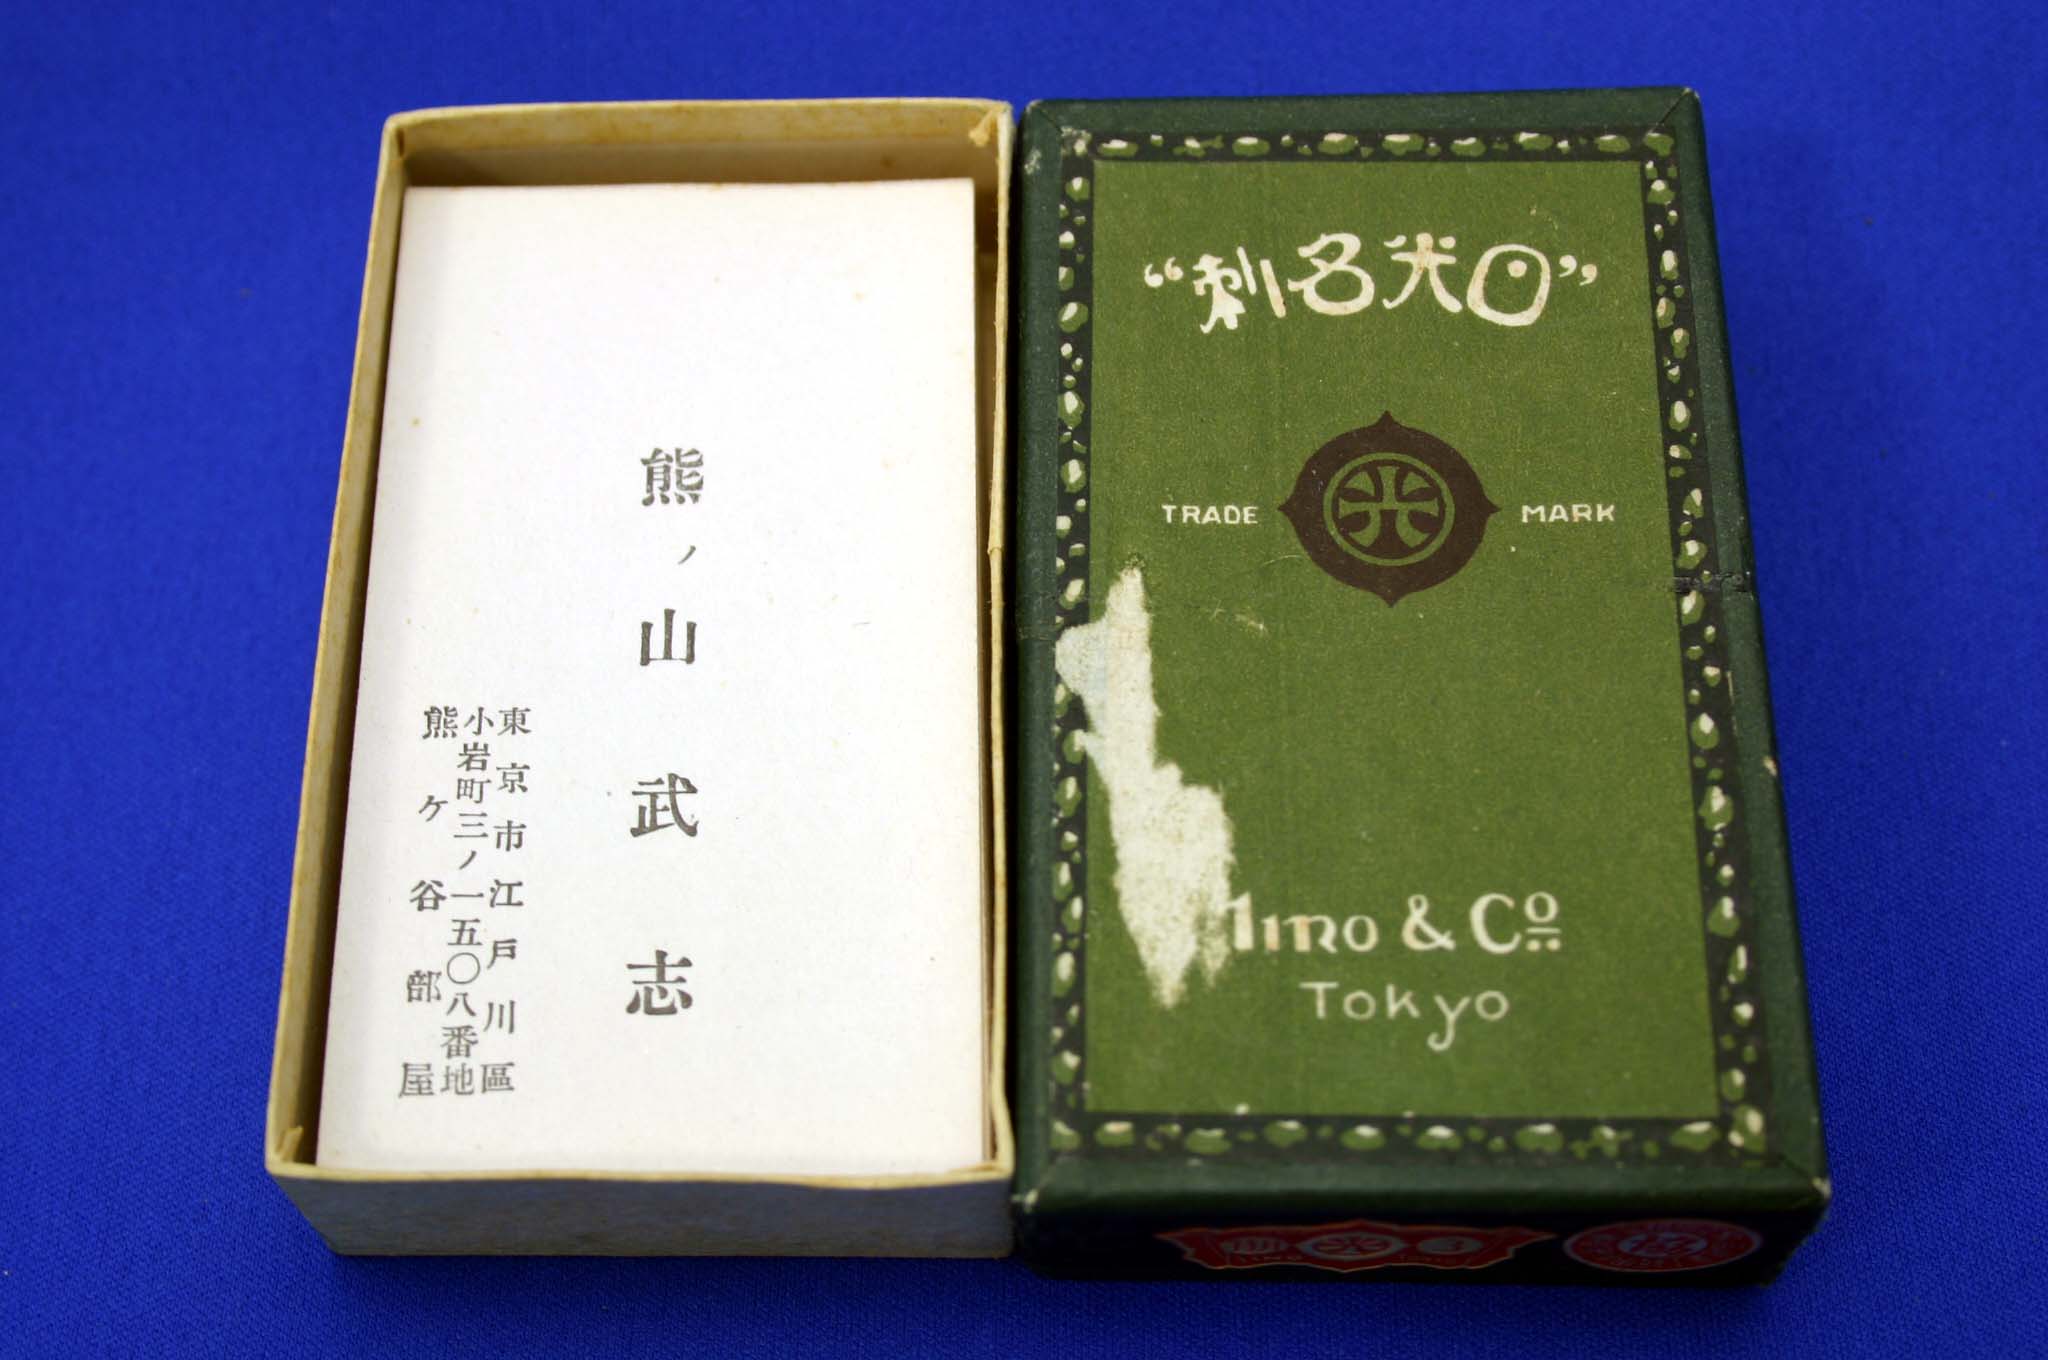 熊ノ山武志
東京市江戸川區
小岩町三ノ一五〇八番地
熊ケ谷部屋
“刺名光日”
TRADE MARK
& Co
Tokyo